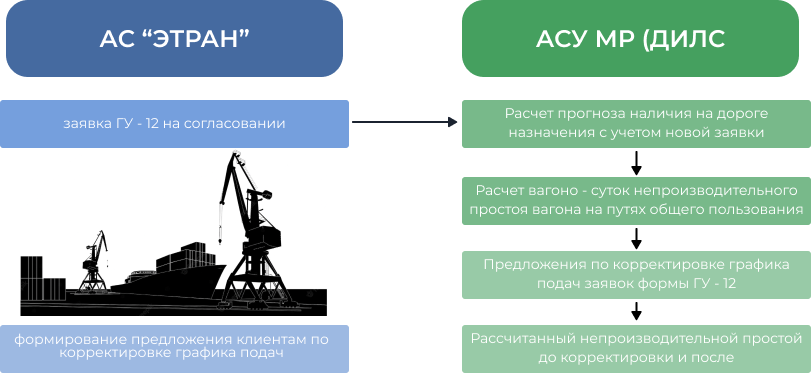 АС “ЭТРАН”
АСУ МР (ДИЛС
заявка ГУ - 12 на согласовании
Расчет прогноза наличия на дороге
назначения с учетом новой заявки
Расчет вагоно - суток непроизводительного
простоя вагона на путях общего пользования
Предложения по корректировке графика
подач заявок формы ГУ - 12
формирование предложения клиентам по
корректировке графика подач
Рассчитанный непроизводительной простой
до корректировки и после